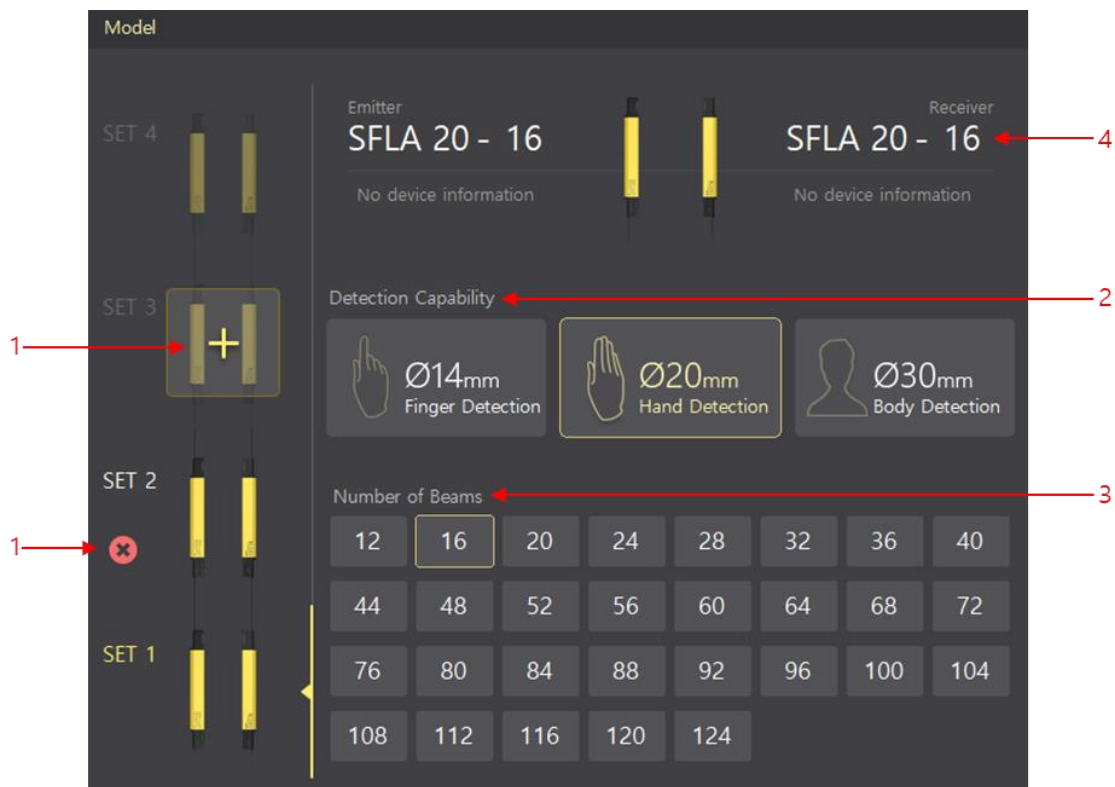 Model
SET 4
Emitter
SFLA 20 - 16
No device information
Receiver
SFLA 20 - 16
No device information
4
SET 3
1
+
Detection Capability
2
Ø14mm
Finger Detection
Ø20mm
Hand Detection
Ø30mm
Body Detection
SET 2
1
Number of Beams
3
12 16 20 24 28 32 36 40
44 48 52 56 60 64 68 72
76 80 84 88 92 96 100 104
108 112 116 120 124
SET 1